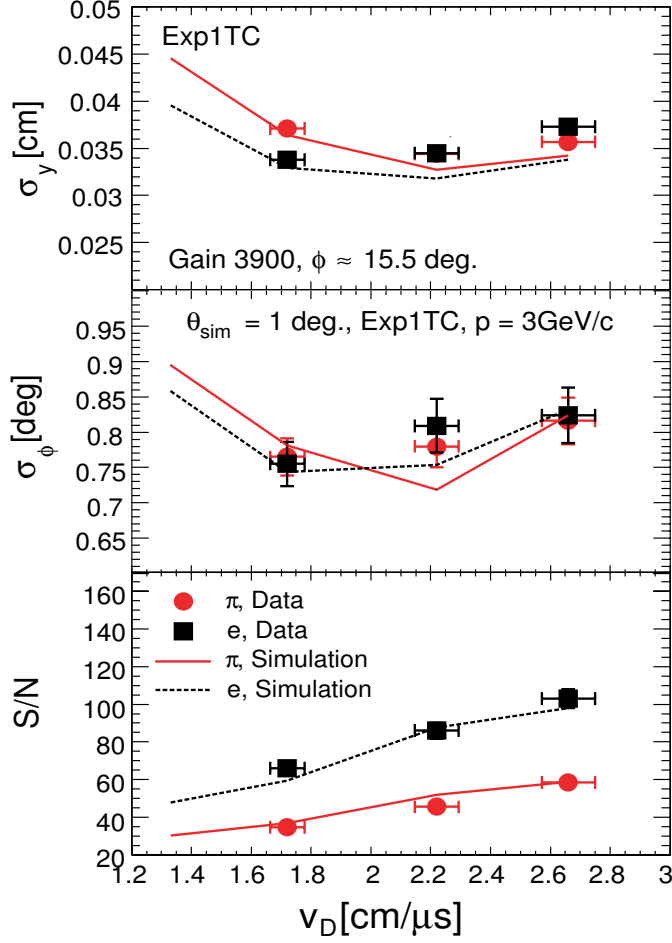 0.05
Exp1TC
0.045
0.04
0.035
0.03
0.025
σy [cm]
Gain 3900, ϕ ≈ 15.5 deg.
θsim = 1 deg., Exp1TC, p = 3GeV/c
0.95
0.9
0.85
0.8
0.75
0.7
0.65
σϕ [deg]
160
140
120
100
80
60
40
20
S/N
π, Data
e, Data
π, Simulation
e, Simulation
1.2 1.4 1.6 1.8 2 2.2 2.4 2.6 2.8 3
vD [cm/μs]